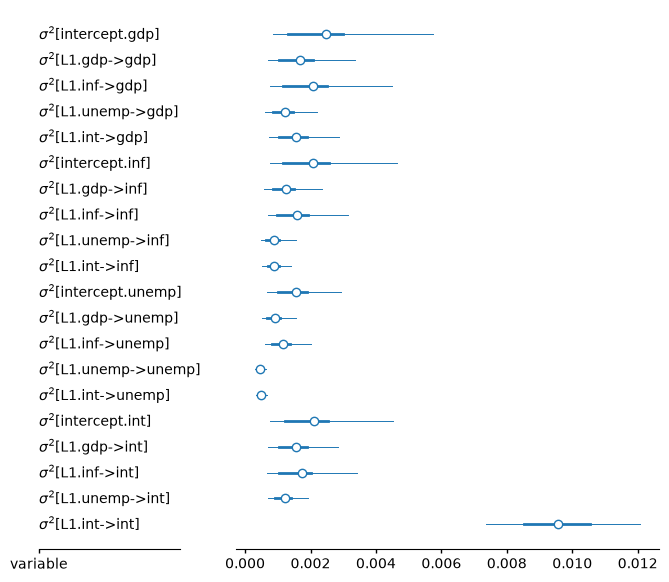 σ²[intercept.gdp]
σ²[L1.gdp->gdp]
σ²[L1.inf->gdp]
σ²[L1.unemp->gdp]
σ²[L1.int->gdp]
σ²[intercept.inf]
σ²[L1.gdp->inf]
σ²[L1.inf->inf]
σ²[L1.unemp->inf]
σ²[L1.int->inf]
σ²[intercept.unemp]
σ²[L1.gdp->unemp]
σ²[L1.inf->unemp]
σ²[L1.unemp->unemp]
σ²[L1.int->unemp]
σ²[intercept.int]
σ²[L1.gdp->int]
σ²[L1.inf->int]
σ²[L1.unemp->int]
σ²[L1.int->int]
variable 0.000 0.002 0.004 0.006 0.008 0.010 0.012